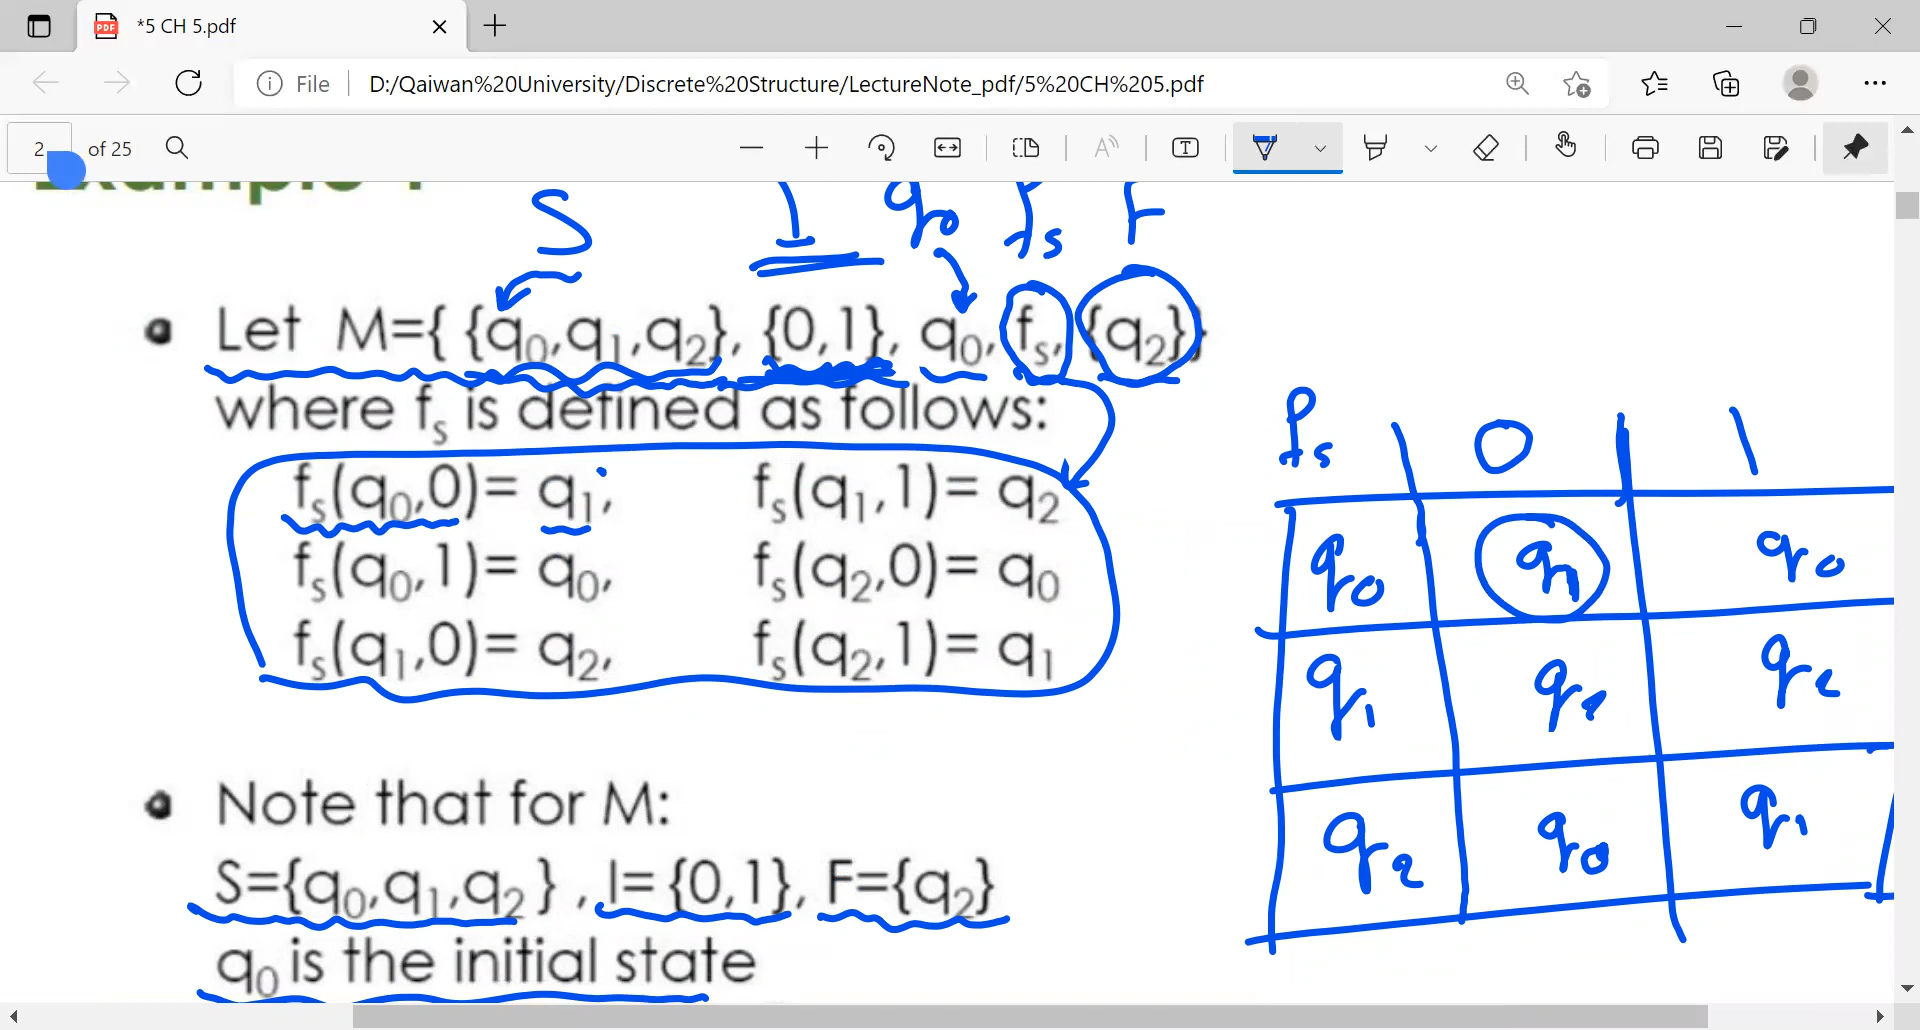 *5 CH 5.pdf
File D:/Qaiwan%20University/Discrete%20Structure/LectureNote_pdf/5%20CH%205.pdf
2 of 25
S I q0 fs F
Let M={ {q0,q1,q2}, {0,1}, q0, fs, {q2}}
where fs is defined as follows:
fs(q0,0)= q1, fs(q1,1)= q2
fs(q0,1)= q0, fs(q2,0)= q0
fs(q1,0)= q2, fs(q2,1)= q1
fs 0 1
q0 q1 q0
q1 q2 q2
q2 q0 q1
Note that for M:
S={q0,q1,q2 } , I= {0,1}, F={q2}
q0 is the initial state